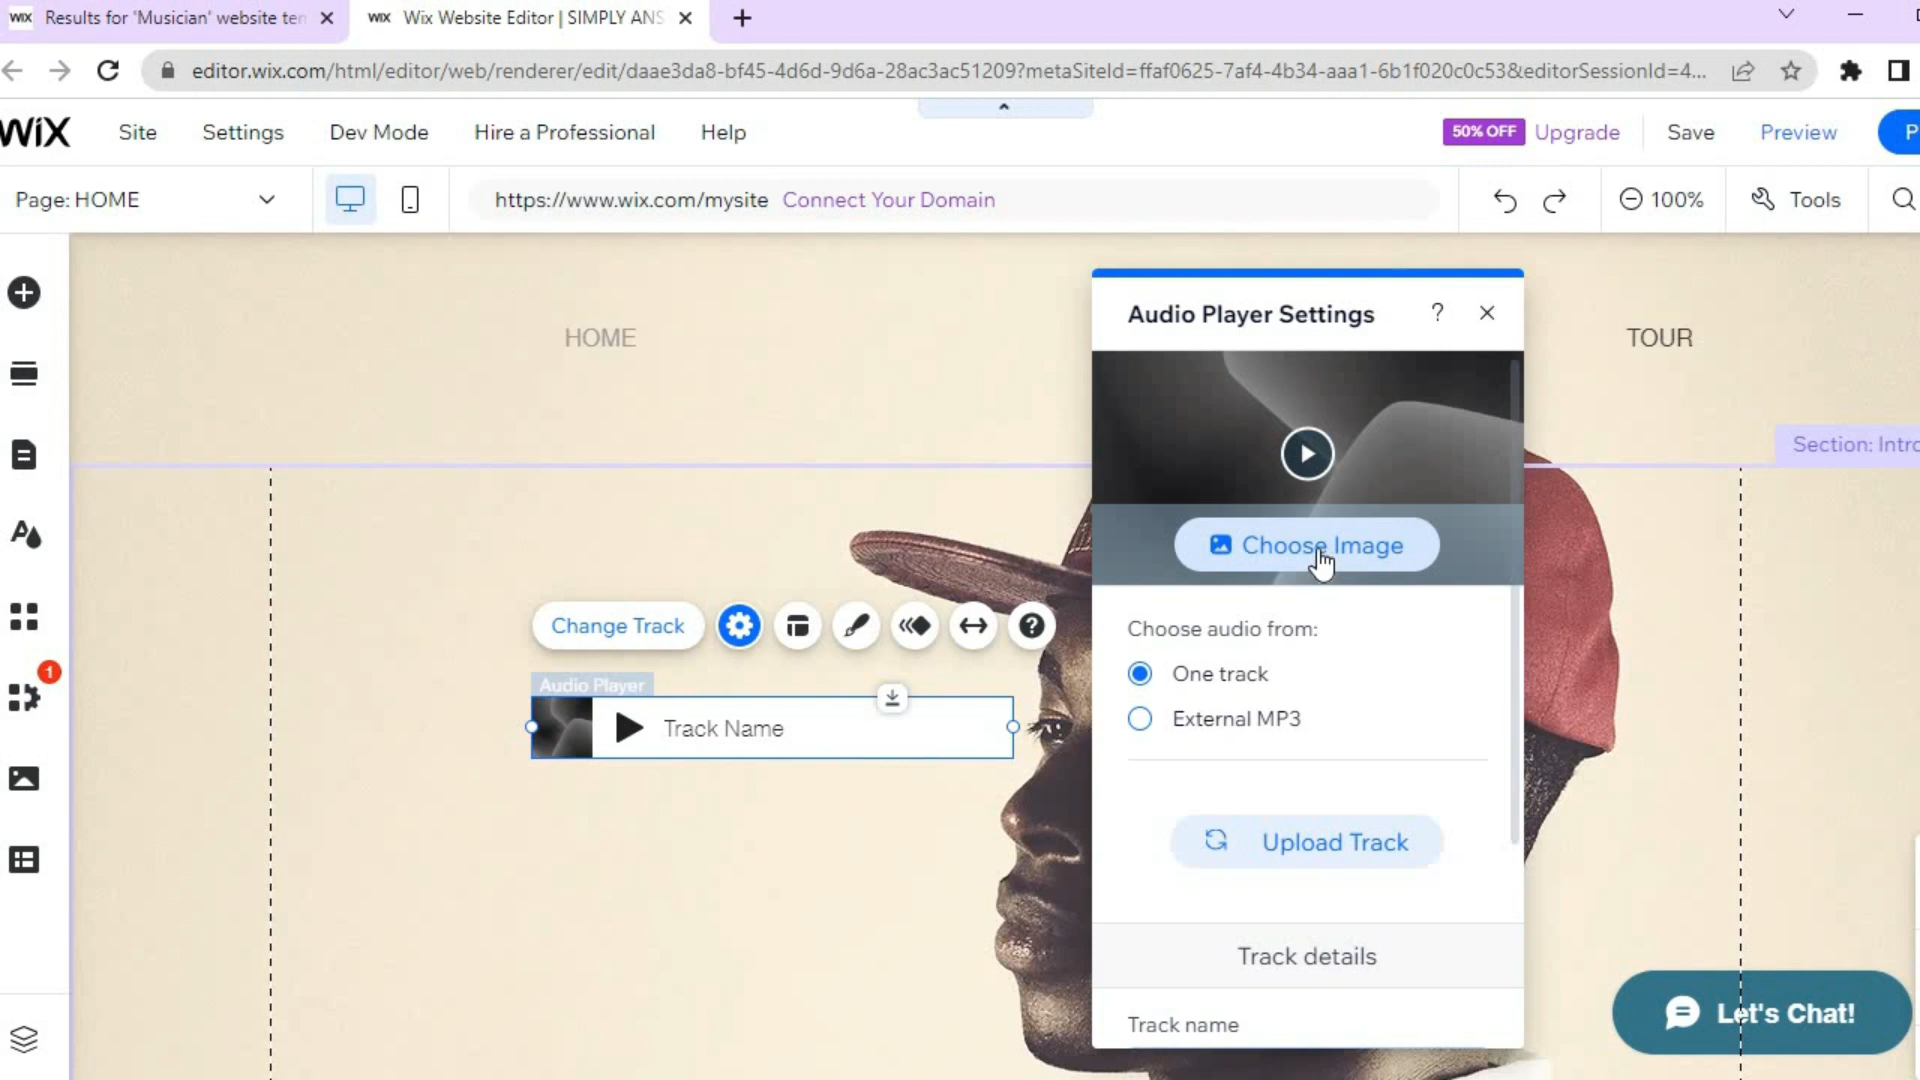 WIX Results for 'Musician' website ten
WIX Wix Website Editor | SIMPLY ANS
editor.wix.com/html/editor/web/renderer/edit/daae3da8-bf45-4d6d-9d6a-28ac3ac51209?metaSiteId=ffaf0625-7af4-4b34-aaa1-6b1f020c0c53&editorSessionId=4...
WIX Site Settings Dev Mode Hire a Professional Help 50% OFF Upgrade Save Preview P
Page: HOME https://www.wix.com/mysite Connect Your Domain 100% Tools
HOME TOUR
Section: Intro
Audio Player Settings ?
Choose Image
Change Track ?
Audio Player
Track Name
Choose audio from:
One track
External MP3
Upload Track
Track details
Track name
1
Let's Chat!